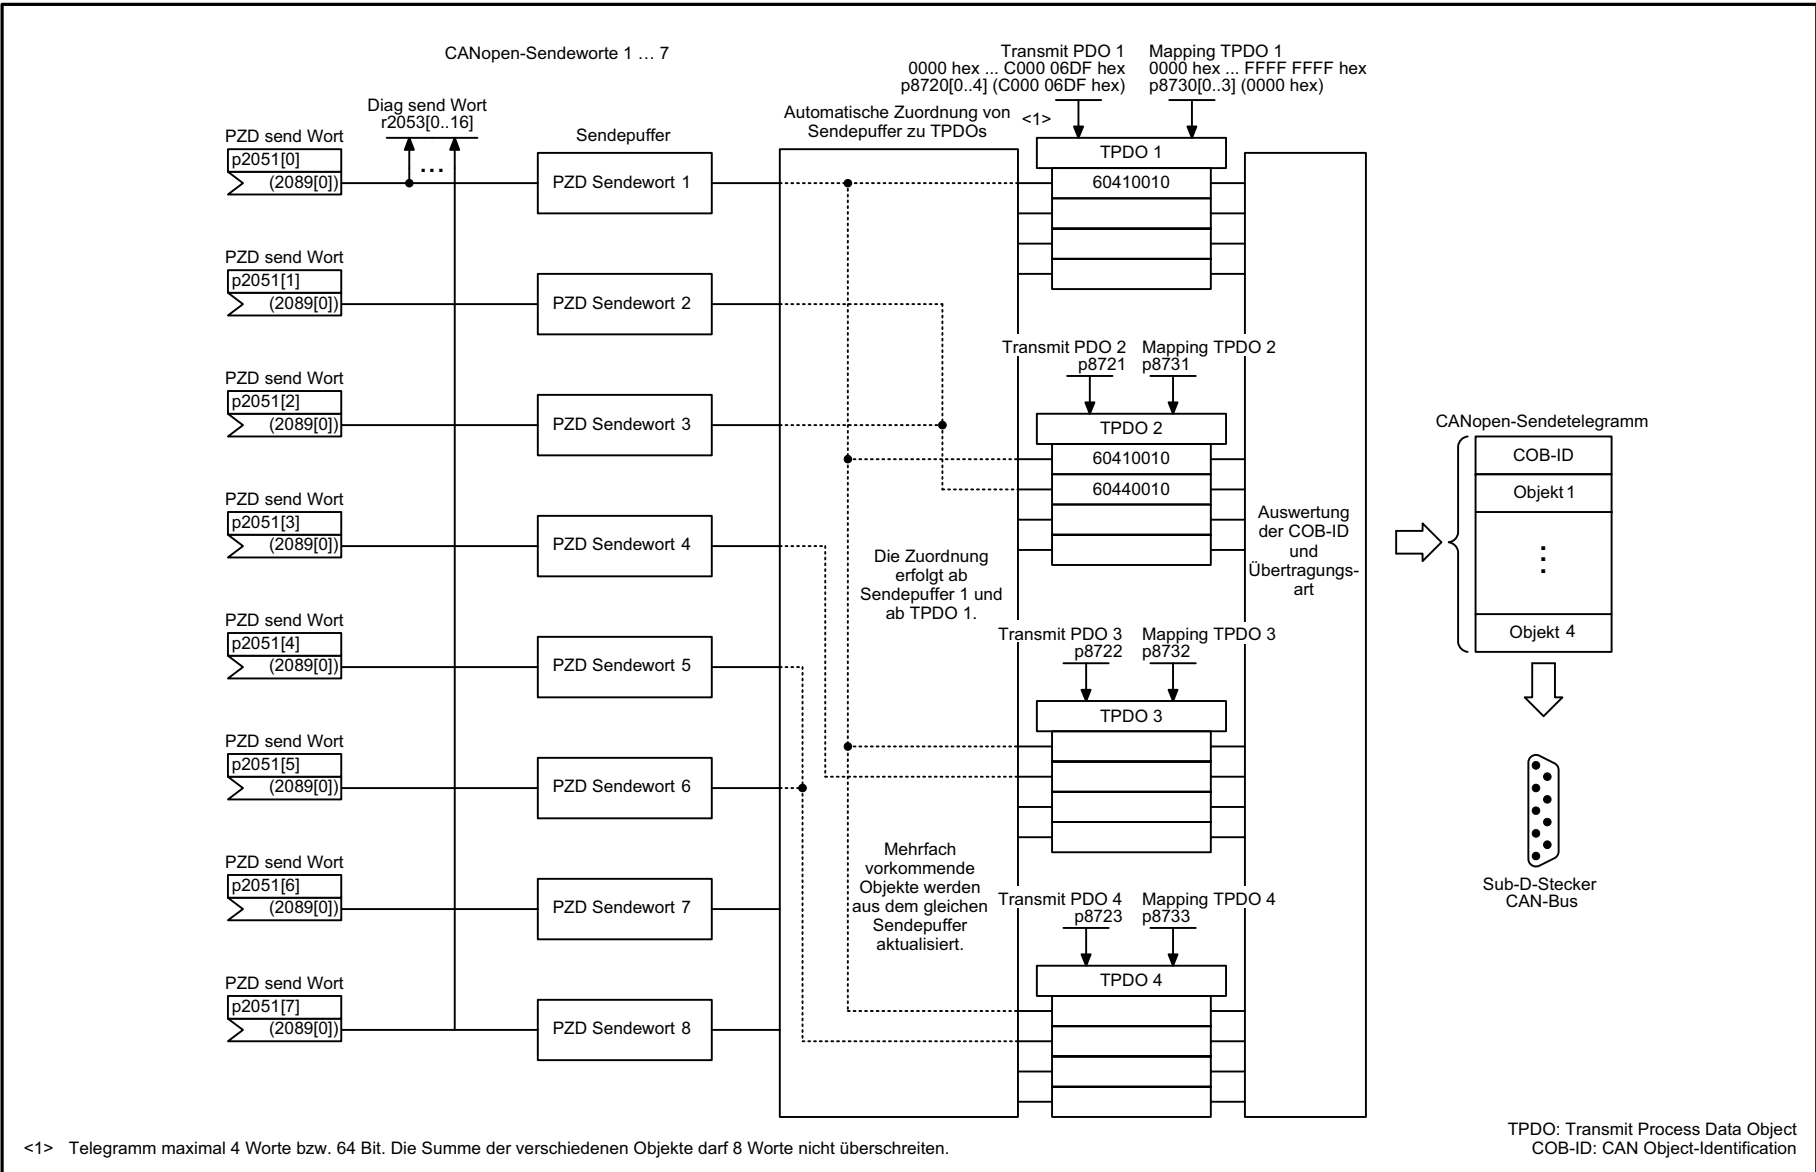 CANopen-Sendeworte 1 … 7
Transmit PDO 1
0000 hex ... C000 06DF hex
p8720[0..4] (C000 06DF hex)
Mapping TPDO 1
0000 hex ... FFFF FFFF hex
p8730[0..3] (0000 hex)
Diag send Wort
r2053[0..16]
...
Sendepuffer
Automatische Zuordnung von
Sendepuffer zu TPDOs
<1>
PZD send Wort
p2051[0]
(2089[0])
PZD Sendewort 1
TPDO 1
60410010
PZD send Wort
p2051[1]
(2089[0])
PZD Sendewort 2
Transmit PDO 2
p8721
Mapping TPDO 2
p8731
PZD send Wort
p2051[2]
(2089[0])
PZD Sendewort 3
TPDO 2
60410010
60440010
PZD send Wort
p2051[3]
(2089[0])
PZD Sendewort 4
Die Zuordnung
erfolgt ab
Sendepuffer 1 und
ab TPDO 1.
Auswertung
der COB-ID
und
Übertragungs-
art
CANopen-Sendetelegramm
COB-ID
Objekt 1
⋮
Objekt 4
PZD send Wort
p2051[4]
(2089[0])
PZD Sendewort 5
Transmit PDO 3
p8722
Mapping TPDO 3
p8732
TPDO 3
PZD send Wort
p2051[5]
(2089[0])
PZD Sendewort 6
PZD send Wort
p2051[6]
(2089[0])
PZD Sendewort 7
Mehrfach
vorkommende
Objekte werden
aus dem gleichen
Sendepuffer
aktualisiert.
Transmit PDO 4
p8723
Mapping TPDO 4
p8733
TPDO 4
Sub-D-Stecker
CAN-Bus
PZD send Wort
p2051[7]
(2089[0])
PZD Sendewort 8
<1> Telegramm maximal 4 Worte bzw. 64 Bit. Die Summe der verschiedenen Objekte darf 8 Worte nicht überschreiten.
TPDO: Transmit Process Data Object
COB-ID: CAN Object-Identification